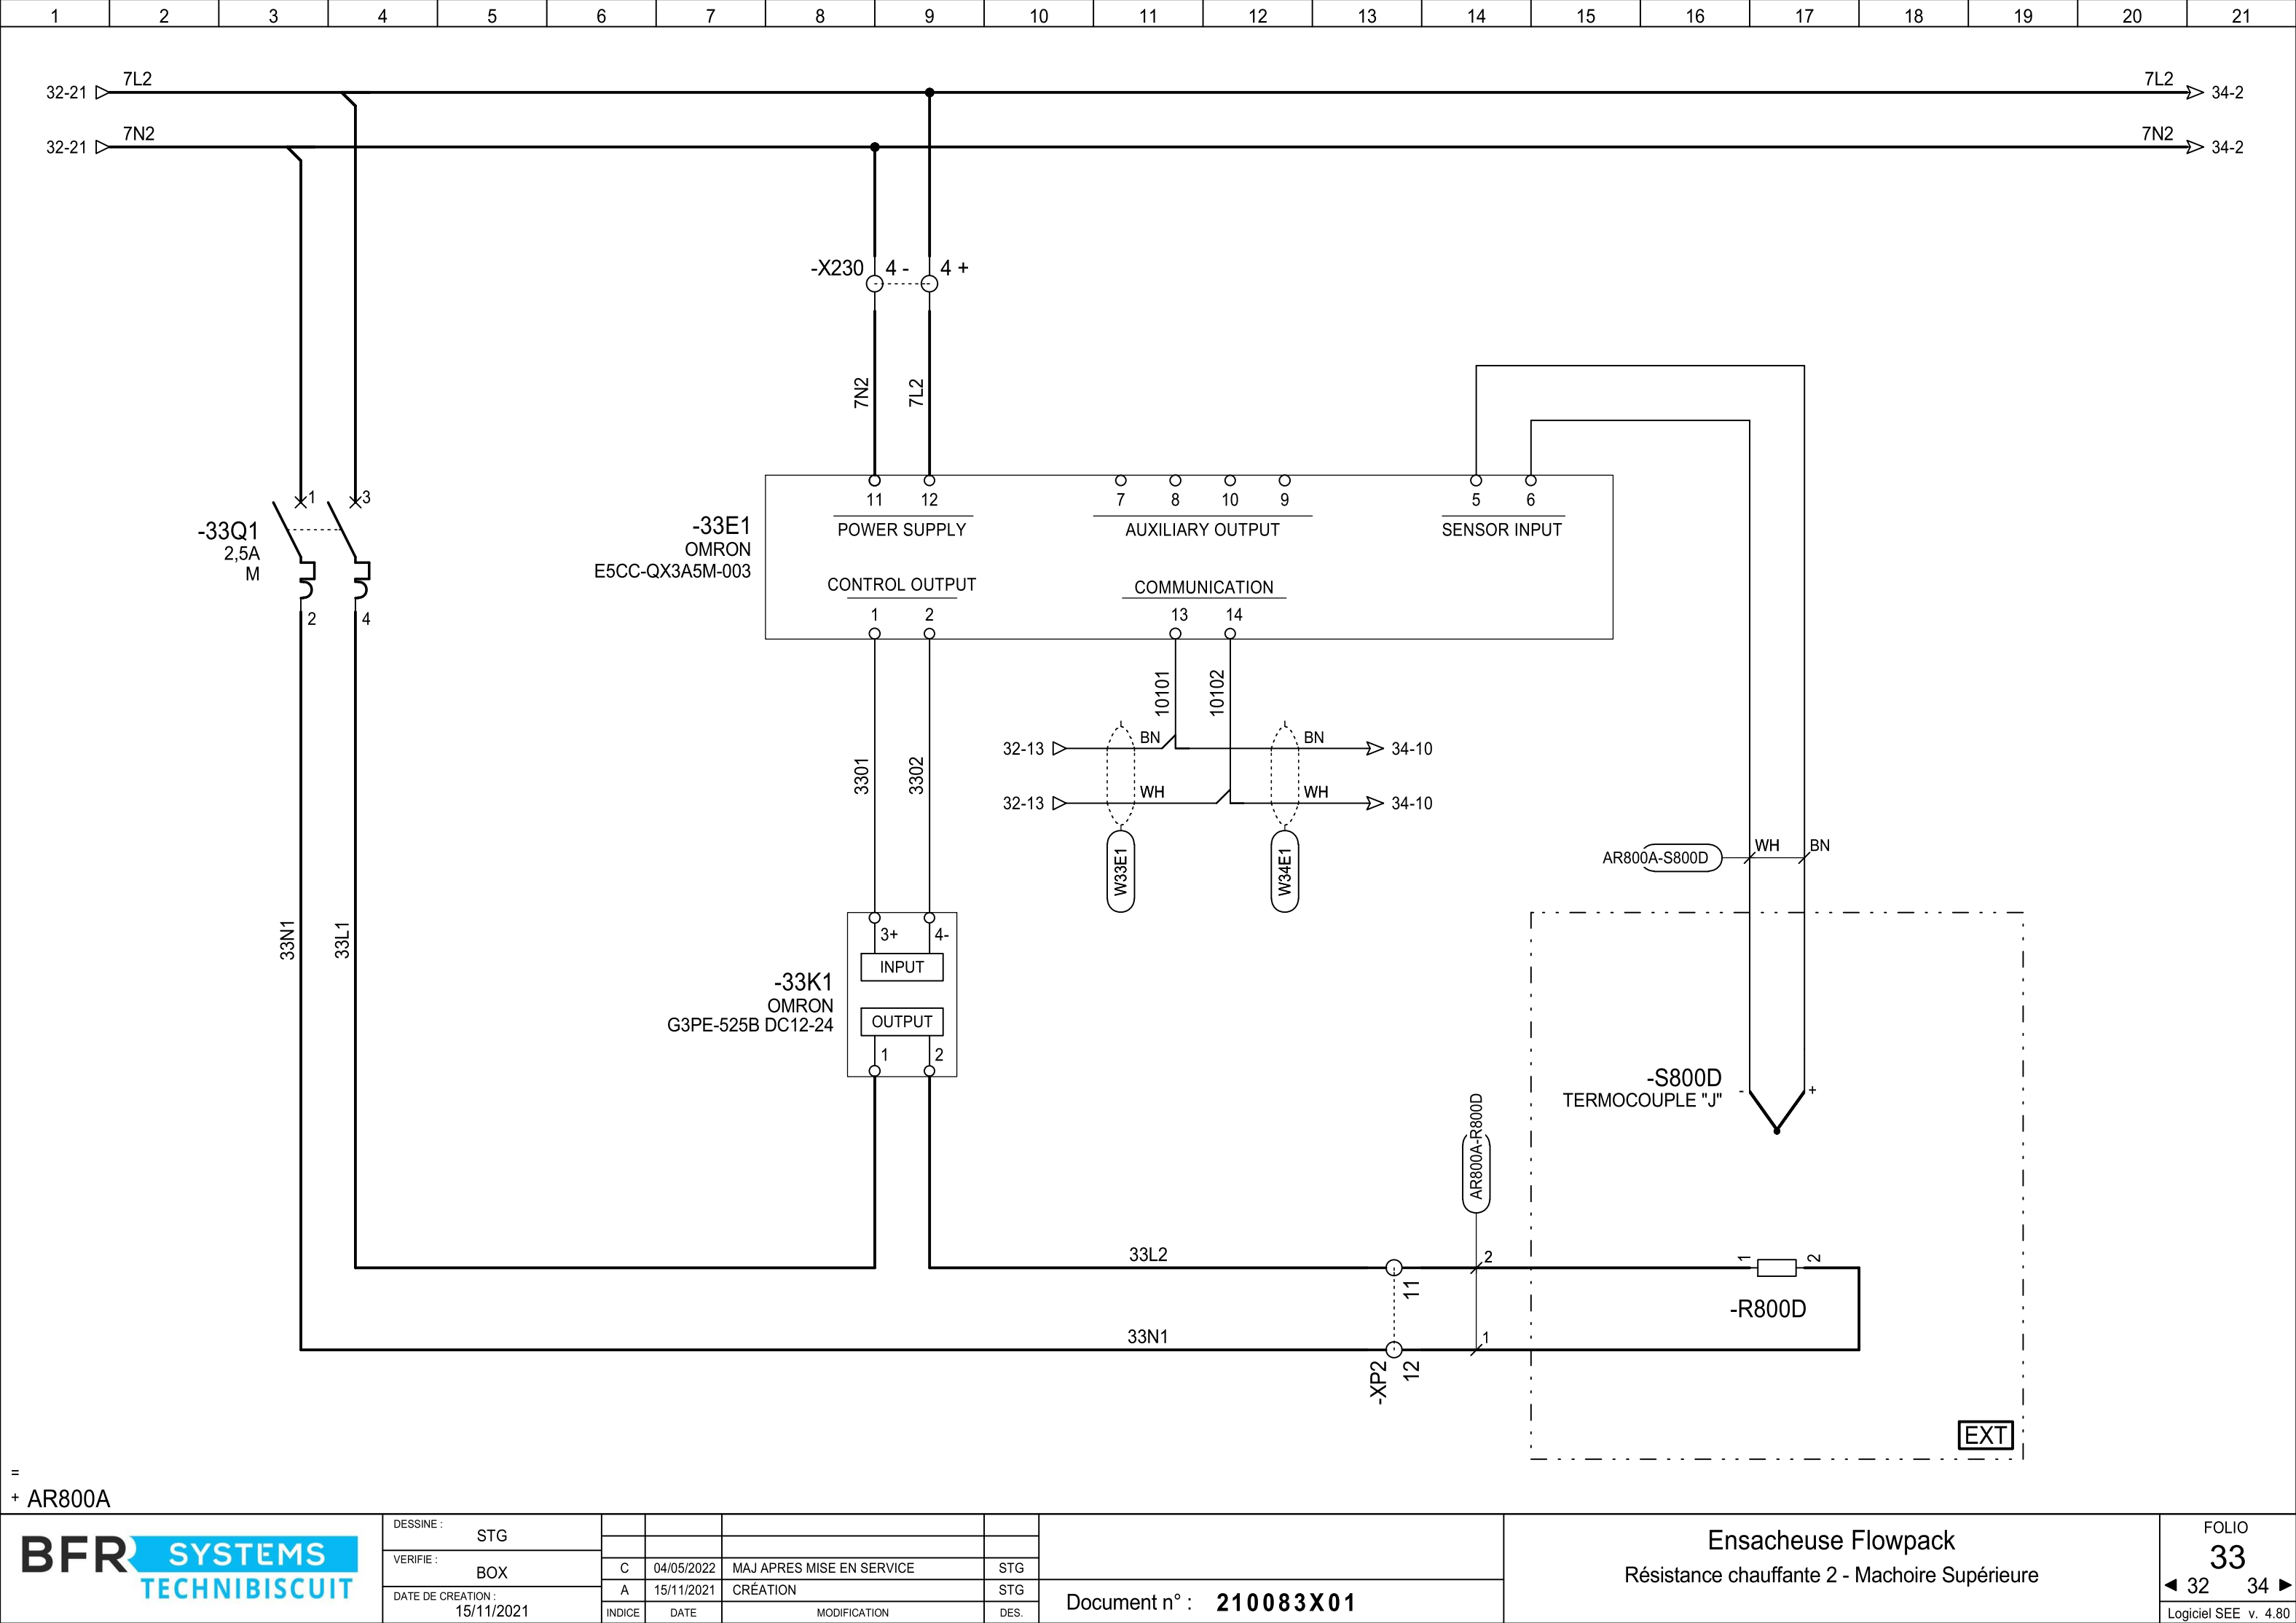 1 2 3 4 5 6 7 8 9 10 11 12 13 14 15 16 17 18 19 20 21
7L2 7L2
32-21 34-2
7N2 7N2
32-21 34-2
-X230 4 - 4 +
7N2 7L2
1 3
-33Q1
2,5A
M
2 4
-33E1
OMRON
E5CC-QX3A5M-003
11 12 7 8 10 9 5 6
POWER SUPPLY AUXILIARY OUTPUT SENSOR INPUT
CONTROL OUTPUT COMMUNICATION
1 2 13 14
10101 10102
3301 3302
32-13 BN BN 34-10
32-13 WH WH 34-10
W33E1 W34E1
AR800A-S800D WH BN
33N1 33L1
3+ 4-
INPUT
-33K1
OMRON
G3PE-525B DC12-24
OUTPUT
1 2
-S800D
TERMOCOUPLE "J"
- +
AR800A-R800D
33L2 11 2 1 2
-R800D
33N1 12 1
-XP2
EXT
=
+ AR800A
BFR SYSTEMS
TECHNIBISCUIT
DESSINE :
STG
VERIFIE :
BOX
DATE DE CREATION :
15/11/2021
C 04/05/2022 MAJ APRES MISE EN SERVICE STG
A 15/11/2021 CRÉATION STG
INDICE DATE MODIFICATION DES.
Document n° : 210083X01
Ensacheuse Flowpack
Résistance chauffante 2 - Machoire Supérieure
FOLIO
33
32 34
Logiciel SEE v. 4.80